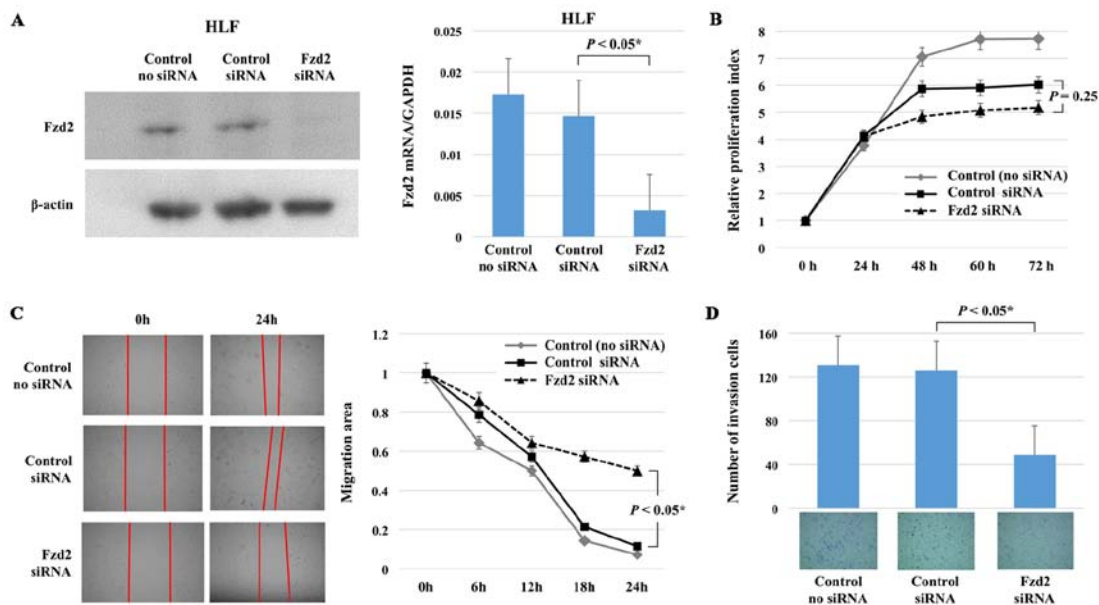 A
HLF
Control
no siRNA
Control
siRNA
Fzd2
siRNA
Fzd2
β-actin
HLF
P < 0.05*
Fzd2 mRNA/GAPDH
0.025
0.02
0.015
0.01
0.005
0
Control
no siRNA
Control
siRNA
Fzd2
siRNA
B
Relative proliferation index
8
7
6
5
4
3
2
1
0
P = 0.25
Control (no siRNA)
Control siRNA
Fzd2 siRNA
0 h
24 h
48 h
60 h
72 h
C
0h
24h
Control
no siRNA
Control
siRNA
Fzd2
siRNA
Migration area
1.2
1
0.8
0.6
0.4
0.2
0
Control (no siRNA)
Control siRNA
Fzd2 siRNA
P < 0.05*
0h
6h
12h
18h
24h
D
P < 0.05*
Number of invasion cells
160
120
80
40
0
Control
no siRNA
Control
siRNA
Fzd2
siRNA